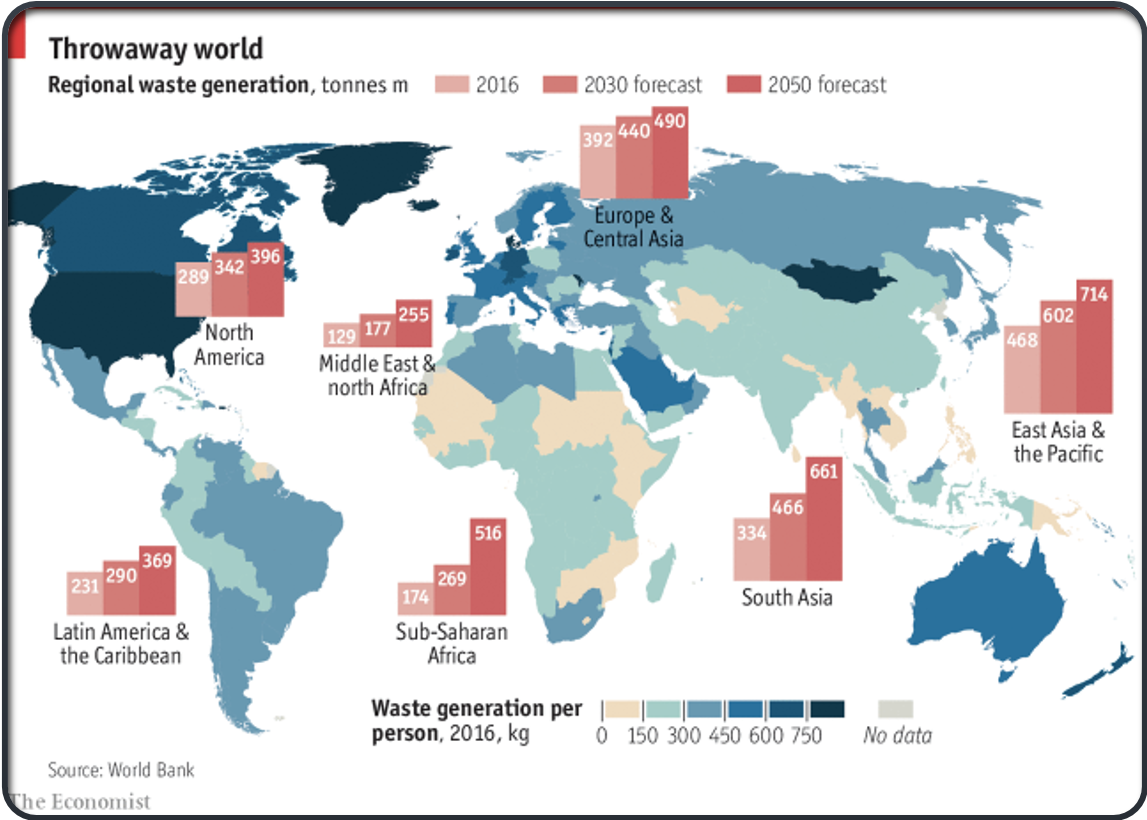 Throwaway world
Regional waste generation, tonnes m 2016 2030 forecast 2050 forecast
392 440 490
Europe &
Central Asia
289 342 396
North
America
129 177 255
Middle East &
north Africa
468 602 714
East Asia &
the Pacific
334 466 661
South Asia
231 290 369
Latin America &
the Caribbean
174 269 516
Sub-Saharan
Africa
Waste generation per
person, 2016, kg
0 150 300 450 600 750
No data
Source: World Bank
The Economist